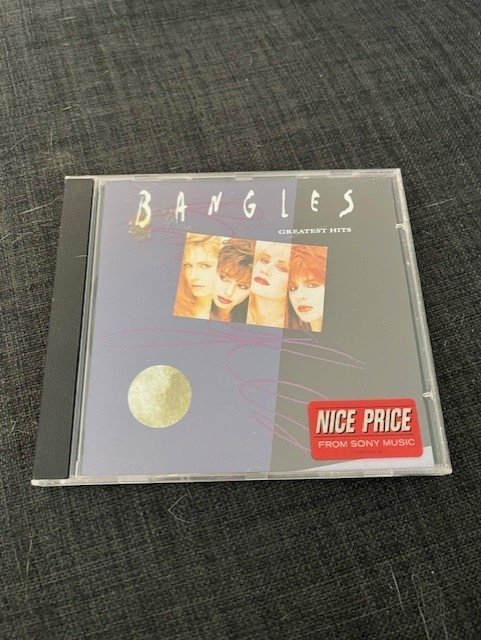 BANGLES
GREATEST HITS
NICE PRICE
FROM SONY MUSIC